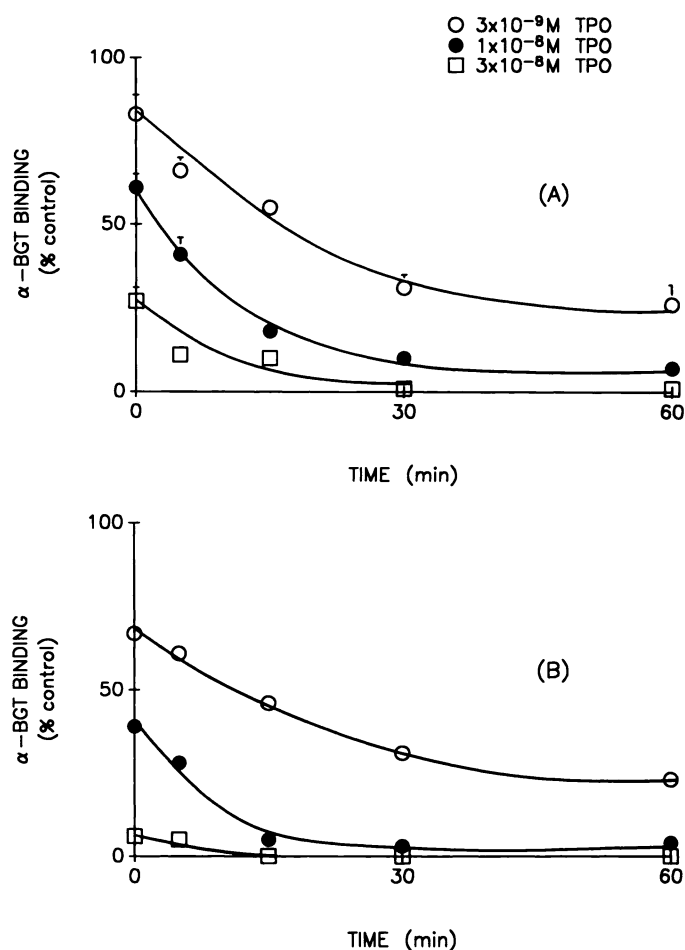 3x10⁻⁹M TPO
1x10⁻⁸M TPO
3x10⁻⁸M TPO
100
50
0
α-BGT BINDING
(% control)
(A)
0 30 60
TIME (min)
100
50
0
α-BGT BINDING
(% control)
(B)
0 30 60
TIME (min)